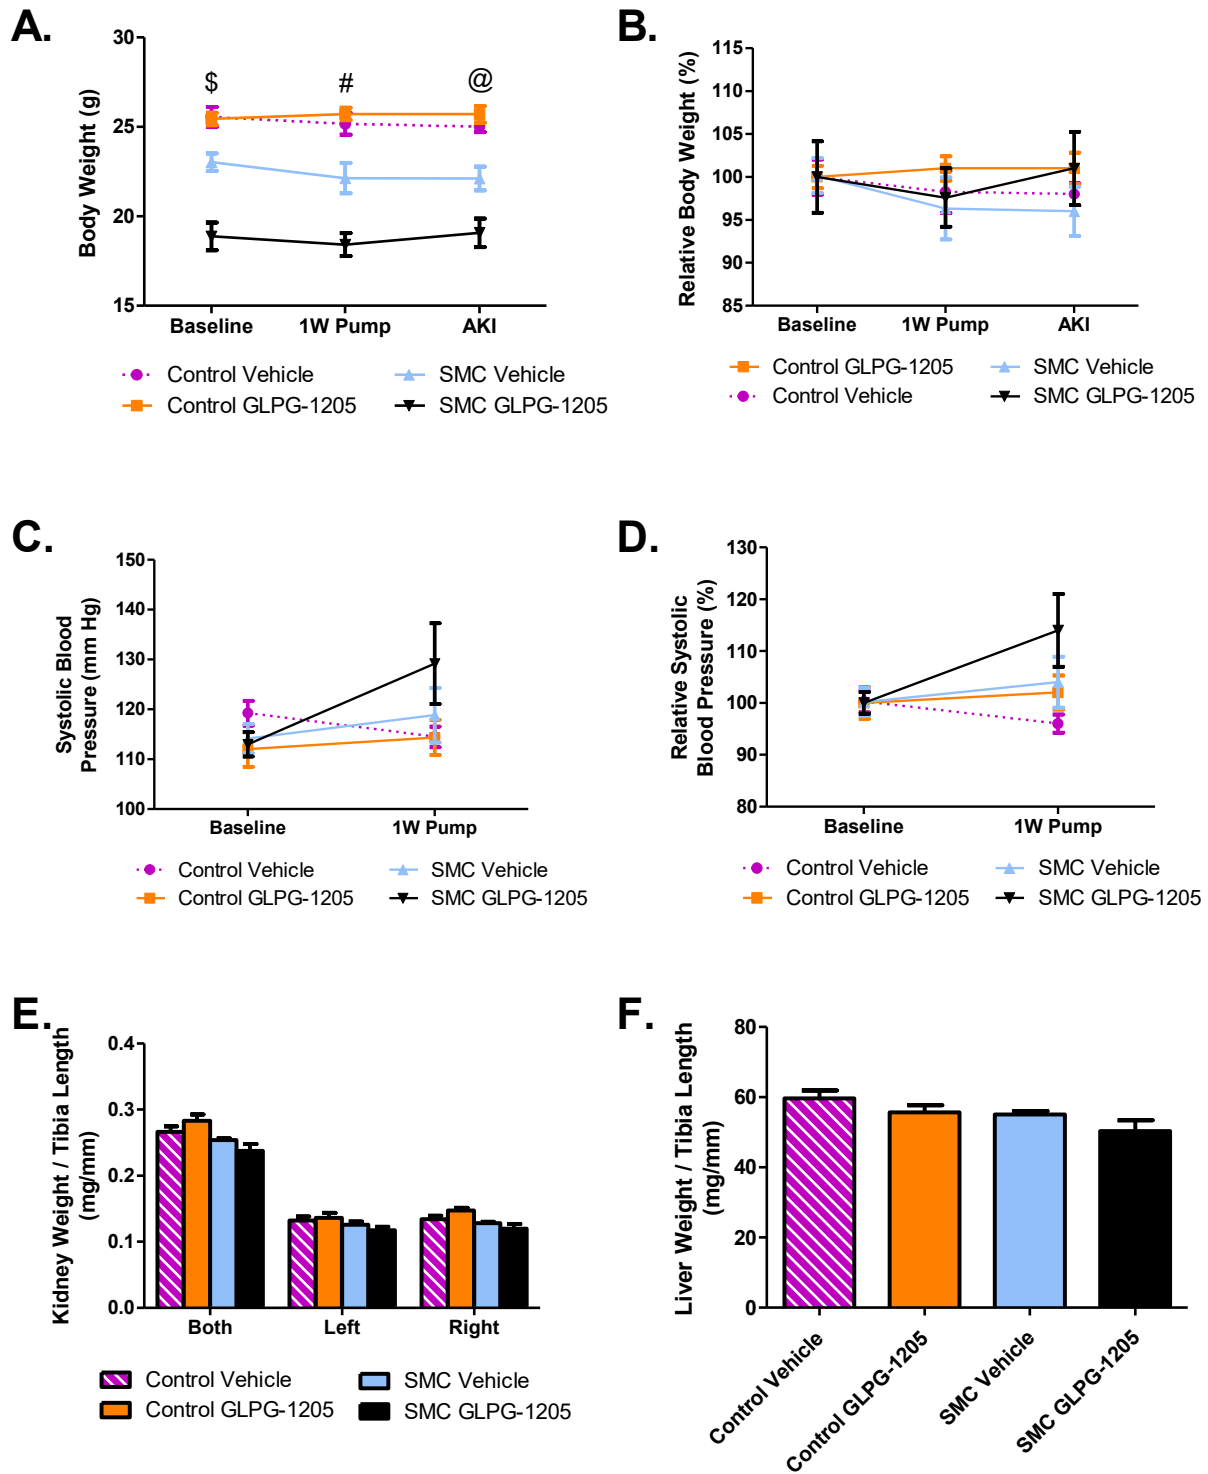 A.
30
25
20
15
Body Weight (g)
$
#
@
Baseline
1W Pump
AKI
Control Vehicle
SMC Vehicle
Control GLPG-1205
SMC GLPG-1205
B.
115
110
105
100
95
90
85
Relative Body Weight (%)
Baseline
1W Pump
AKI
Control GLPG-1205
SMC Vehicle
Control Vehicle
SMC GLPG-1205
C.
150
140
130
120
110
100
Systolic Blood
Pressure (mm Hg)
Baseline
1W Pump
Control Vehicle
SMC Vehicle
Control GLPG-1205
SMC GLPG-1205
D.
130
120
110
100
90
80
Relative Systolic
Blood Pressure (%)
Baseline
1W Pump
Control Vehicle
SMC Vehicle
Control GLPG-1205
SMC GLPG-1205
E.
0.4
0.3
0.2
0.1
0.0
Kidney Weight / Tibia Length
(mg/mm)
Both
Left
Right
Control Vehicle
SMC Vehicle
Control GLPG-1205
SMC GLPG-1205
F.
80
60
40
20
0
Liver Weight / Tibia Length
(mg/mm)
Control Vehicle
Control GLPG-1205
SMC Vehicle
SMC GLPG-1205